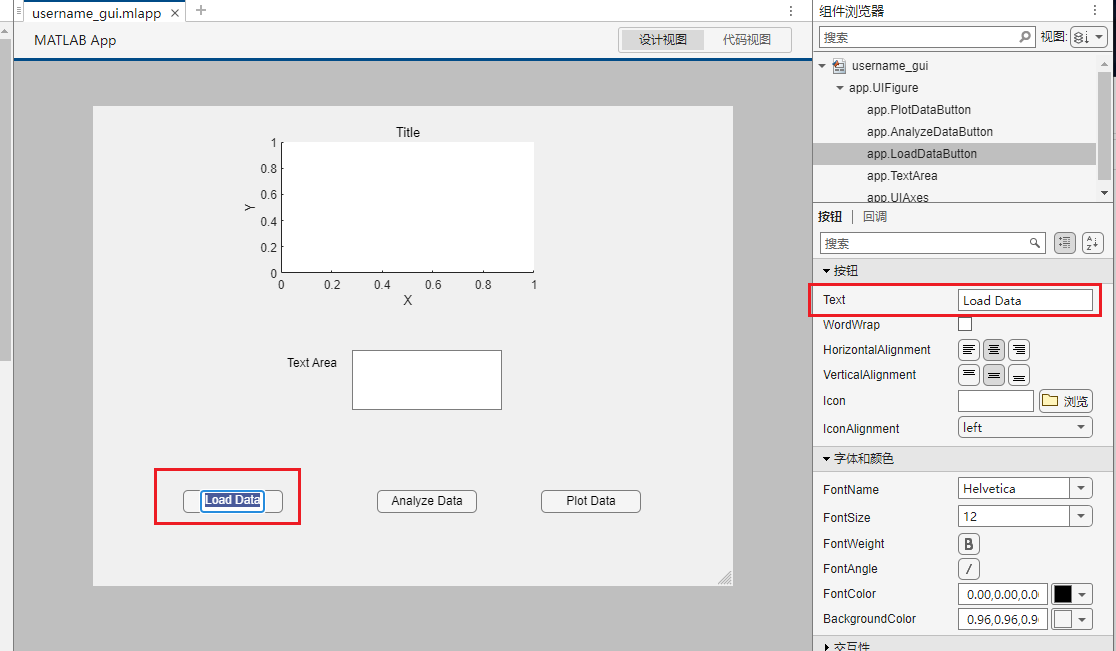 username_gui.mlapp × +
MATLAB App
设计视图 代码视图
Title
1
0.8
0.6
0.4
0.2
0
Y
0 0.2 0.4 0.6 0.8 1
X
Text Area
Load Data Analyze Data Plot Data
组件浏览器
搜索 视图:
username_gui
app.UIFigure
app.PlotDataButton
app.AnalyzeDataButton
app.LoadDataButton
app.TextArea
app.UIAxes
按钮 | 回调
搜索 A Z
按钮
Text Load Data
WordWrap
HorizontalAlignment
VerticalAlignment
Icon 浏览
IconAlignment left
字体和颜色
FontName Helvetica
FontSize 12
FontWeight B
FontAngle /
FontColor 0.00,0.00,0.0
BackgroundColor 0.96,0.96,0.9
交互性